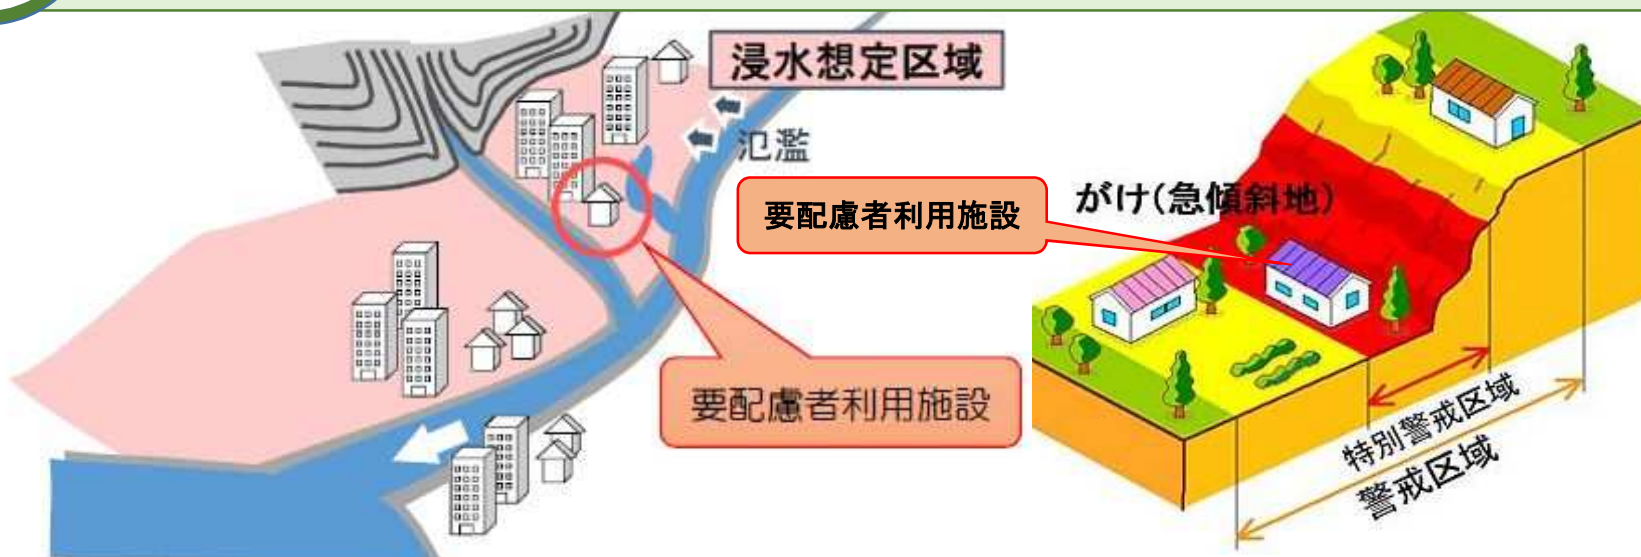 浸水想定区域
氾濫
要配慮者利用施設
要配慮者利用施設
がけ(急傾斜地)
特別警戒区域
警戒区域